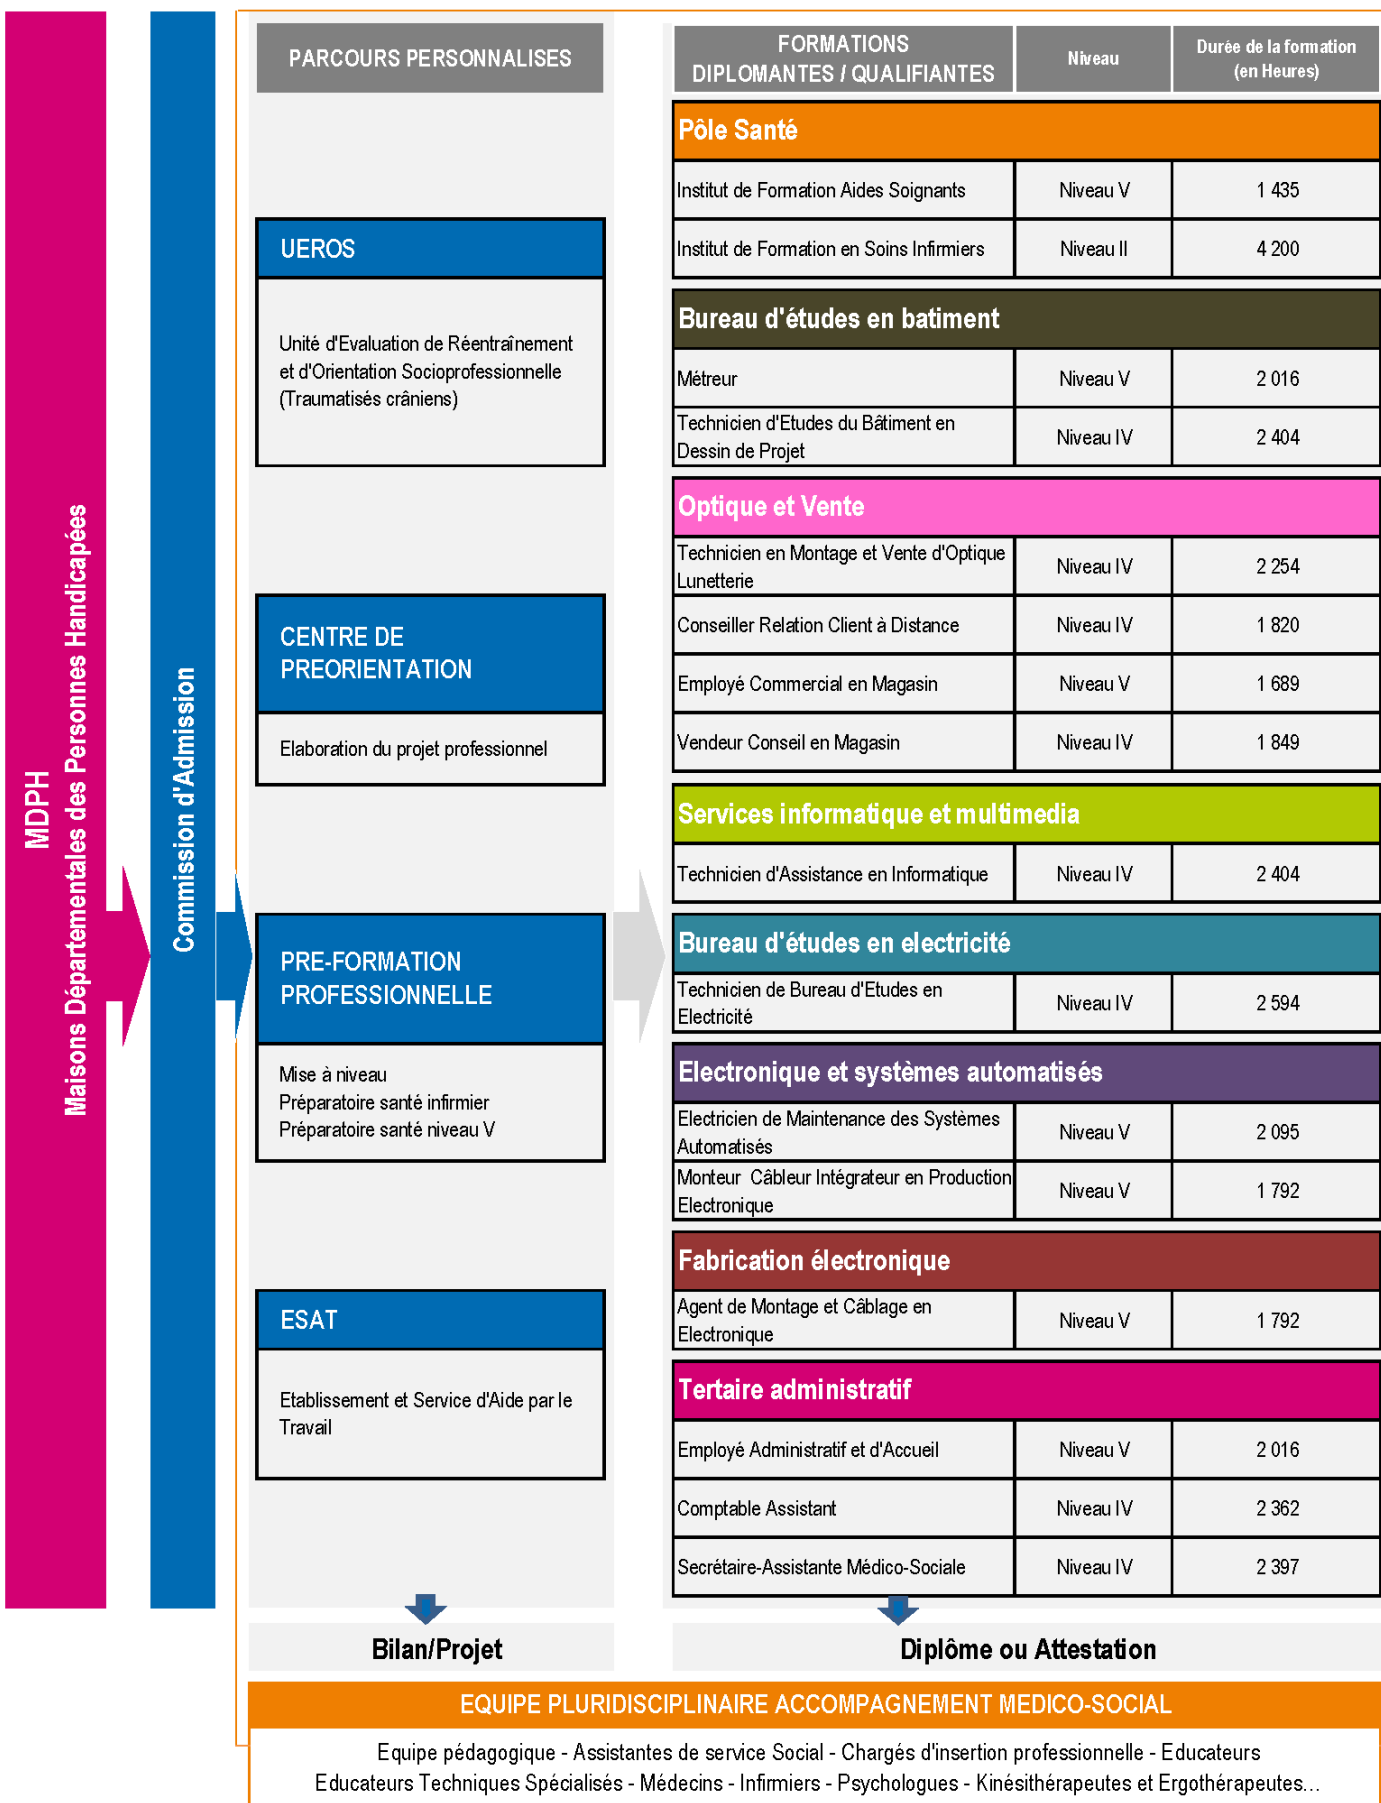 MDPH
Maisons Départementales des Personnes Handicapées
Commission d'Admission
PARCOURS PERSONNALISES
UEROS
Unité d'Evaluation de Réentraînement
et d'Orientation Socioprofessionnelle
(Traumatisés crâniens)
CENTRE DE
PREORIENTATION
Elaboration du projet professionnel
PRE-FORMATION
PROFESSIONNELLE
Mise à niveau
Préparatoire santé infirmier
Préparatoire santé niveau V
ESAT
Etablissement et Service d'Aide par le
Travail
Bilan/Projet
FORMATIONS
DIPLOMANTES / QUALIFIANTES
Niveau
Durée de la formation
(en Heures)
Pôle Santé
Institut de Formation Aides Soignants Niveau V 1 435
Institut de Formation en Soins Infirmiers Niveau II 4 200
Bureau d'études en batiment
Métreur Niveau V 2 016
Technicien d'Etudes du Bâtiment en
Dessin de Projet
Niveau IV 2 404
Optique et Vente
Technicien en Montage et Vente d'Optique
Lunetterie
Niveau IV 2 254
Conseiller Relation Client à Distance Niveau IV 1 820
Employé Commercial en Magasin Niveau V 1 689
Vendeur Conseil en Magasin Niveau IV 1 849
Services informatique et multimedia
Technicien d'Assistance en Informatique Niveau IV 2 404
Bureau d'études en electricité
Technicien de Bureau d'Etudes en
Electricité
Niveau IV 2 594
Electronique et systèmes automatisés
Electricien de Maintenance des Systèmes
Automatisés
Niveau V 2 095
Monteur Câbleur Intégrateur en Production
Electronique
Niveau V 1 792
Fabrication électronique
Agent de Montage et Câblage en
Electronique
Niveau V 1 792
Tertaire administratif
Employé Administratif et d'Accueil Niveau V 2 016
Comptable Assistant Niveau IV 2 362
Secrétaire-Assistante Médico-Sociale Niveau IV 2 397
Diplôme ou Attestation
EQUIPE PLURIDISCIPLINAIRE ACCOMPAGNEMENT MEDICO-SOCIAL
Equipe pédagogique - Assistantes de service Social - Chargés d'insertion professionnelle - Educateurs
Educateurs Techniques Spécialisés - Médecins - Infirmiers - Psychologues - Kinésithérapeutes et Ergothérapeutes...